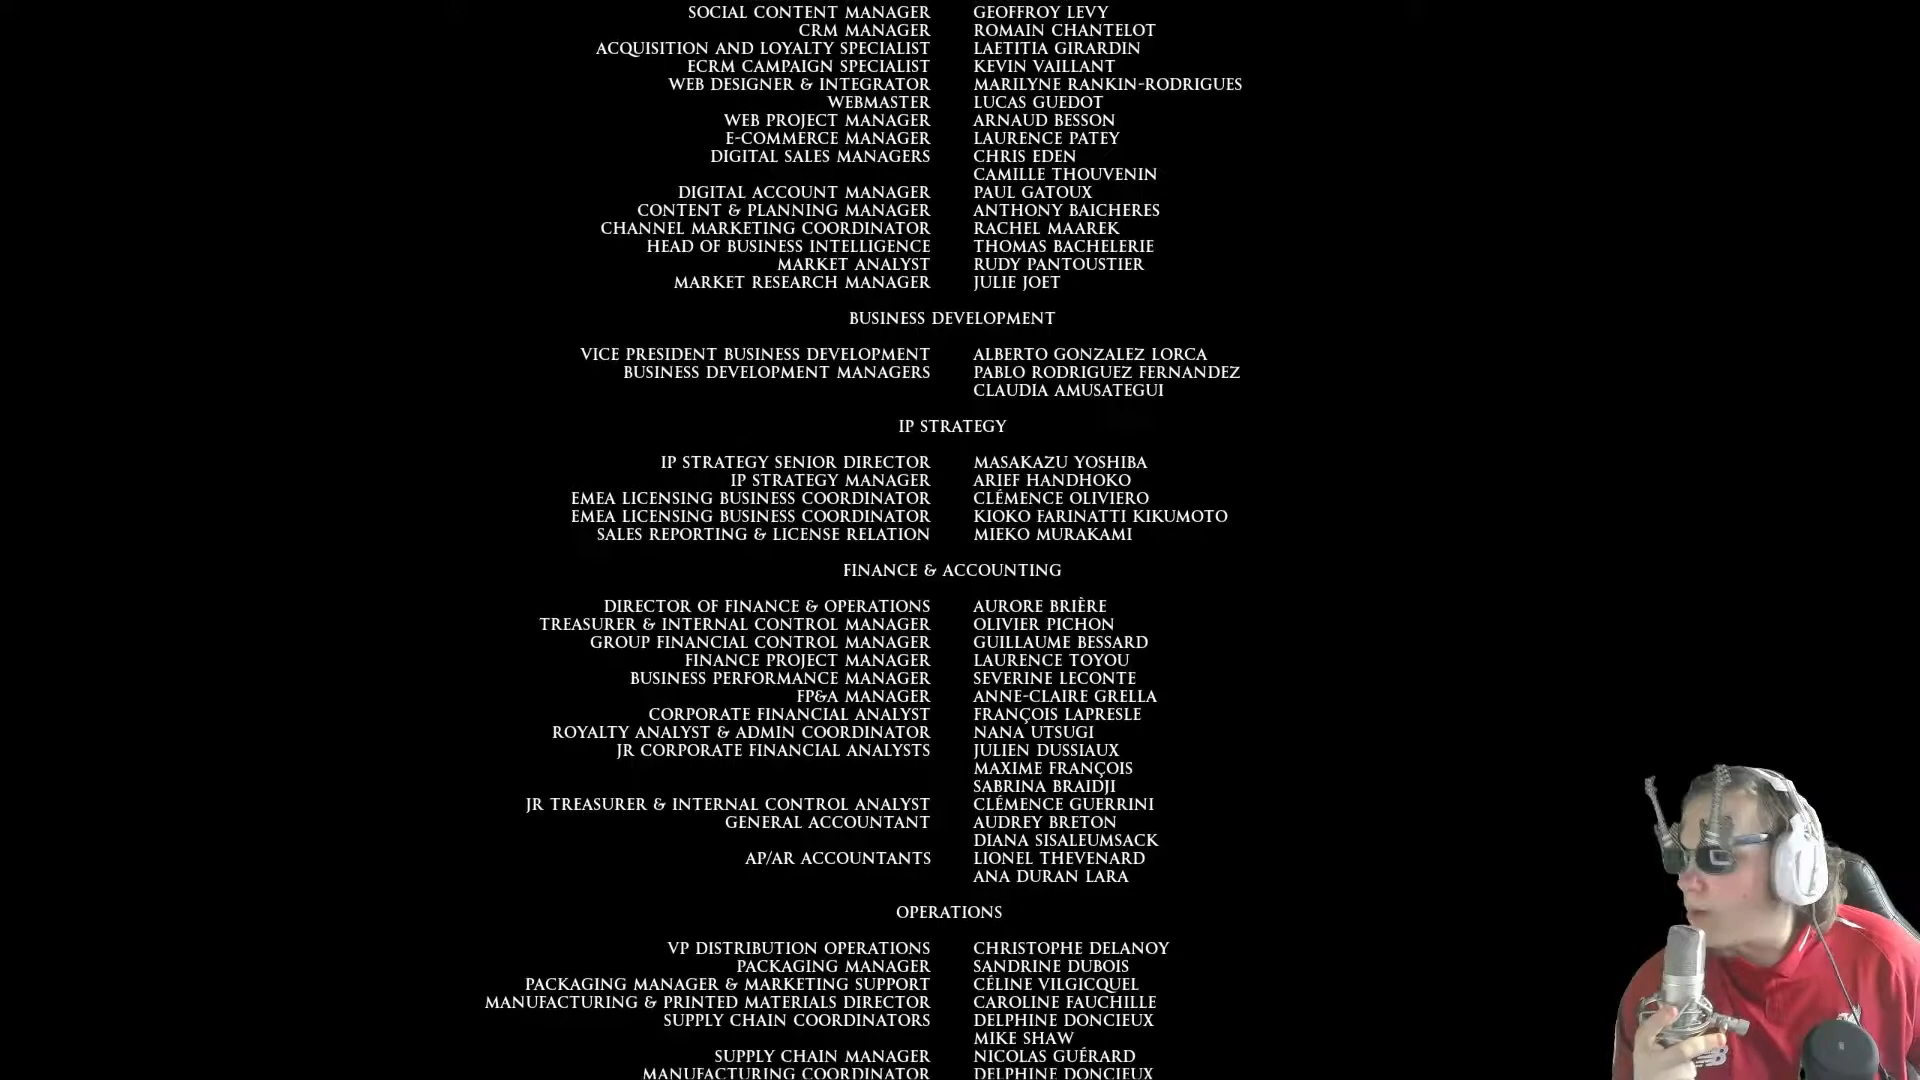 SOCIAL CONTENT MANAGER GEOFFROY LEVY
CRM MANAGER ROMAIN CHANTELOT
ACQUISITION AND LOYALTY SPECIALIST LAETITIA GIRARDIN
ECRM CAMPAIGN SPECIALIST KEVIN VAILLANT
WEB DESIGNER & INTEGRATOR MARILYNE RANKIN-RODRIGUES
WEBMASTER LUCAS GUEDOT
WEB PROJECT MANAGER ARNAUD BESSON
E-COMMERCE MANAGER LAURENCE PATEY
DIGITAL SALES MANAGERS CHRIS EDEN
CAMILLE THOUVENIN
DIGITAL ACCOUNT MANAGER PAUL GATOUX
CONTENT & PLANNING MANAGER ANTHONY BAICHERES
CHANNEL MARKETING COORDINATOR RACHEL MAAREK
HEAD OF BUSINESS INTELLIGENCE THOMAS BACHELERIE
MARKET ANALYST RUDY PANTOUSTIER
MARKET RESEARCH MANAGER JULIE JOET
BUSINESS DEVELOPMENT
VICE PRESIDENT BUSINESS DEVELOPMENT ALBERTO GONZALEZ LORCA
BUSINESS DEVELOPMENT MANAGERS PABLO RODRIGUEZ FERNANDEZ
CLAUDIA AMUSATEGUI
IP STRATEGY
IP STRATEGY SENIOR DIRECTOR MASAKAZU YOSHIBA
IP STRATEGY MANAGER ARIEF HANDHOKO
EMEA LICENSING BUSINESS COORDINATOR CLÉMENCE OLIVIERO
EMEA LICENSING BUSINESS COORDINATOR KIOKO FARINATTI KIKUMOTO
SALES REPORTING & LICENSE RELATION MIEKO MURAKAMI
FINANCE & ACCOUNTING
DIRECTOR OF FINANCE & OPERATIONS AURORE BRIÈRE
TREASURER & INTERNAL CONTROL MANAGER OLIVIER PICHON
GROUP FINANCIAL CONTROL MANAGER GUILLAUME BESSARD
FINANCE PROJECT MANAGER LAURENCE TOYOU
BUSINESS PERFORMANCE MANAGER SEVERINE LECONTE
FP&A MANAGER ANNE-CLAIRE GRELLA
CORPORATE FINANCIAL ANALYST FRANÇOIS LAPRESLE
ROYALTY ANALYST & ADMIN COORDINATOR NANA UTSUGI
JR CORPORATE FINANCIAL ANALYSTS JULIEN DUSSIAUX
MAXIME FRANÇOIS
SABRINA BRAIDJI
JR TREASURER & INTERNAL CONTROL ANALYST CLÉMENCE GUERRINI
GENERAL ACCOUNTANT AUDREY BRETON
DIANA SISALEUMSACK
AP/AR ACCOUNTANTS LIONEL THEVENARD
ANA DURAN LARA
OPERATIONS
VP DISTRIBUTION OPERATIONS CHRISTOPHE DELANOY
PACKAGING MANAGER SANDRINE DUBOIS
PACKAGING MANAGER & MARKETING SUPPORT CÉLINE VILGICQUEL
MANUFACTURING & PRINTED MATERIALS DIRECTOR CAROLINE FAUCHILLE
SUPPLY CHAIN COORDINATORS DELPHINE DONCIEUX
MIKE SHAW
SUPPLY CHAIN MANAGER NICOLAS GUÉRARD
MANUFACTURING COORDINATOR DELPHINE DONCIEUX